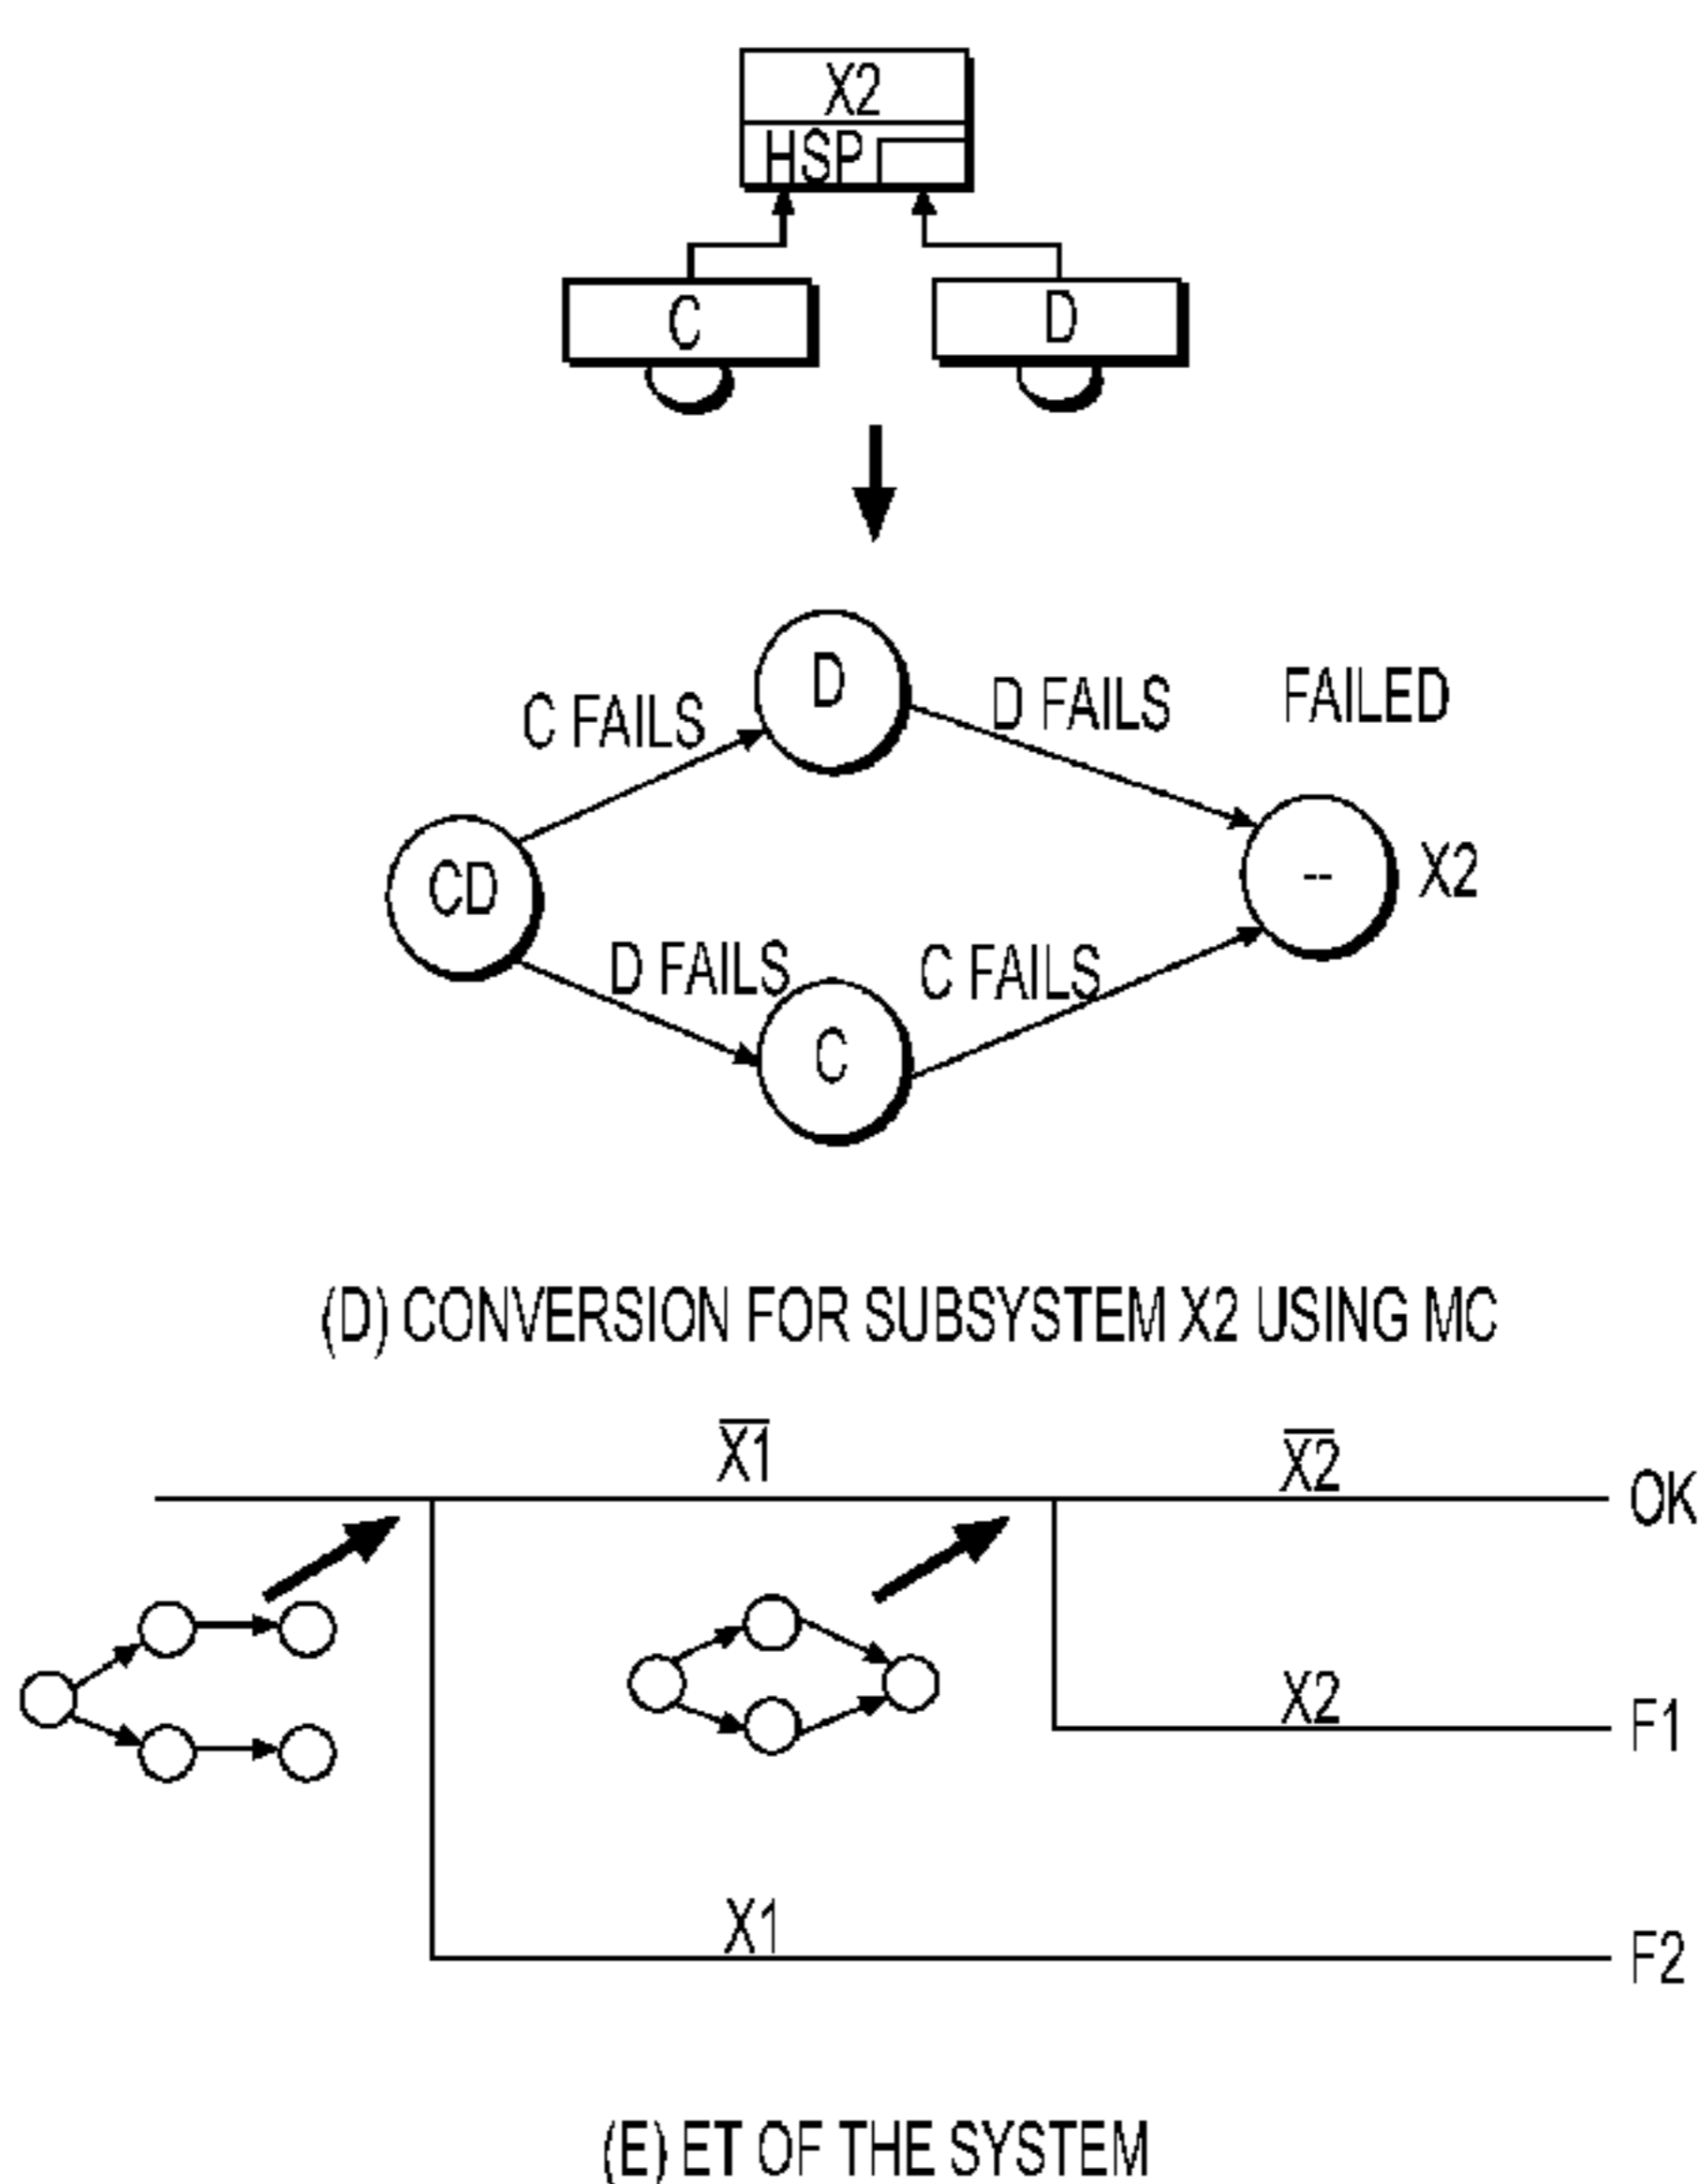 X2
HSP
C
D
D
C FAILS
D FAILS
FAILED
CD
--
X2
D FAILS
C FAILS
C
(D) CONVERSION FOR SUBSYSTEM X2 USING MC
X̅1̅
X̅2̅
OK
X2
F1
X1
F2
(E) ET OF THE SYSTEM